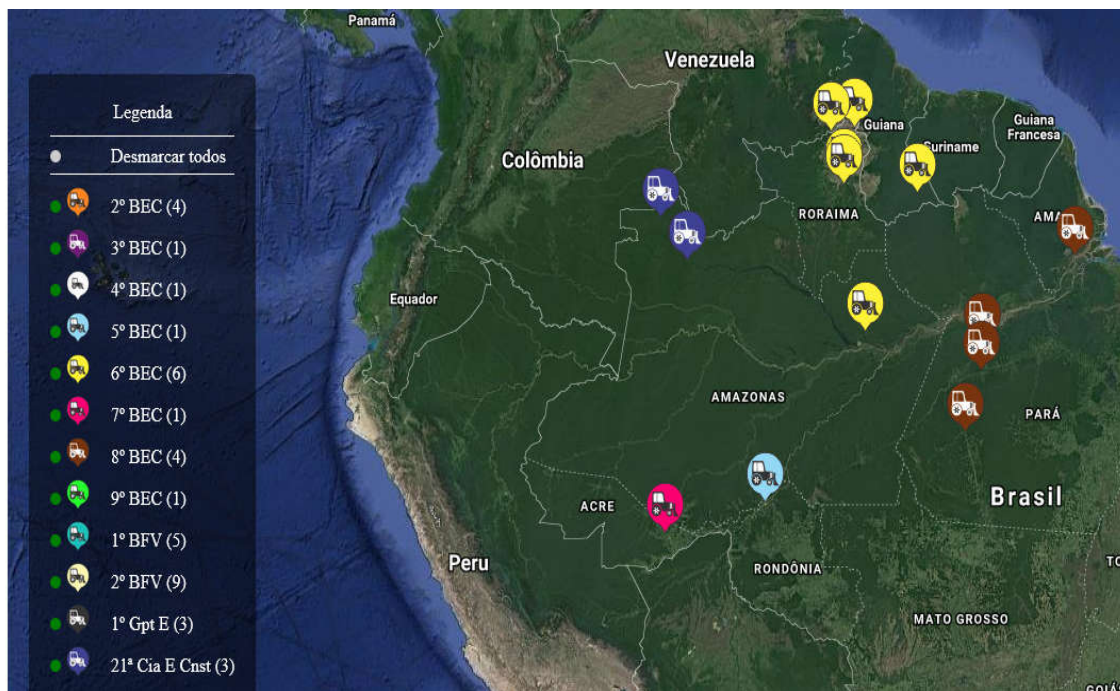 Panamá
Venezuela
Legenda
Desmarcar todos
2º BEC (4)
3º BEC (1)
4º BEC (1)
5º BEC (1)
6º BEC (6)
7º BEC (1)
8º BEC (4)
9º BEC (1)
1º BFV (5)
2º BFV (9)
1º Gpt E (3)
21ª Cia E Cnst (3)
Guiana
Guiana
Francesa
Suriname
Colômbia
RORAIMA
AMA
Equador
AMAZONAS
PARÁ
Brasil
ACRE
Peru
RONDÔNIA
TO
MATO GROSSO
GOIÁ